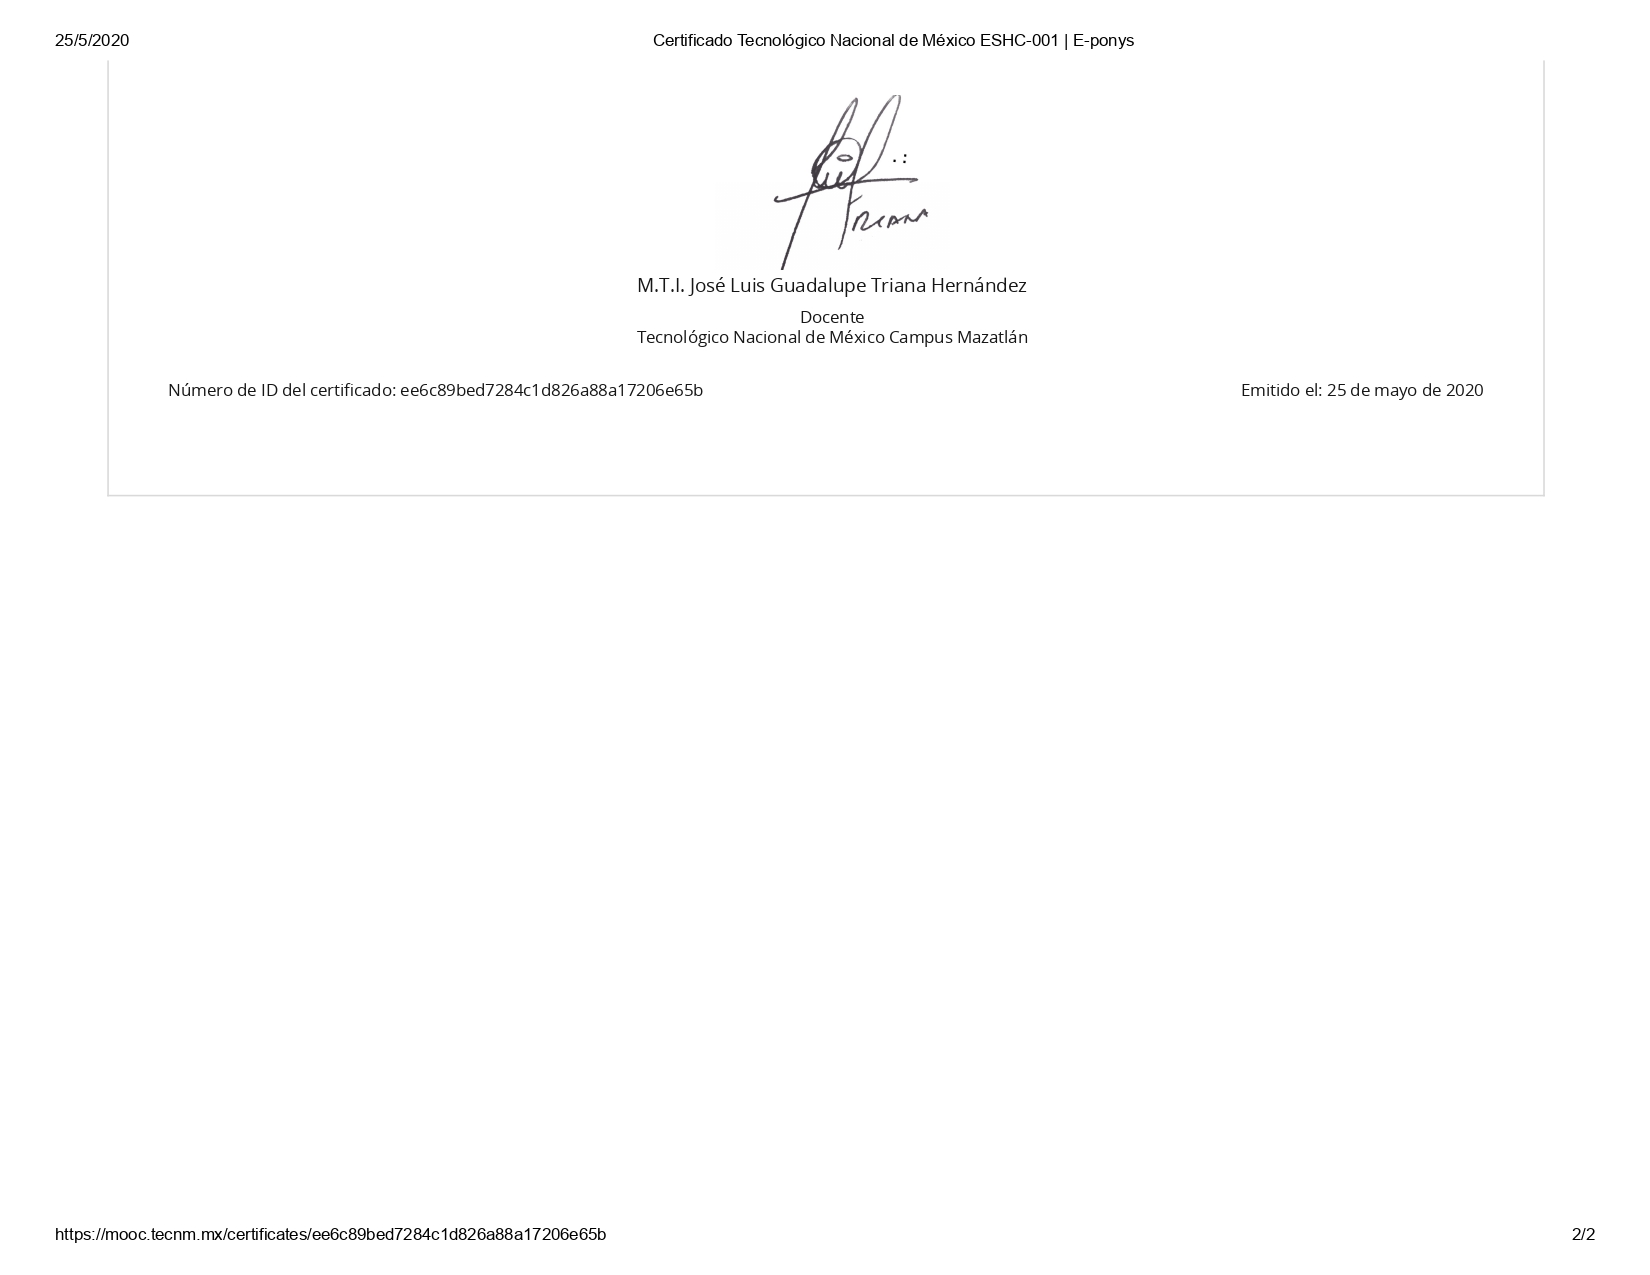 25/5/2020
Certificado Tecnológico Nacional de México ESHC-001 | E-ponys
.:
TRIANA
M.T.I. José Luis Guadalupe Triana Hernández
Docente
Tecnológico Nacional de México Campus Mazatlán
Número de ID del certificado: ee6c89bed7284c1d826a88a17206e65b
Emitido el: 25 de mayo de 2020
https://mooc.tecnm.mx/certificates/ee6c89bed7284c1d826a88a17206e65b
2/2